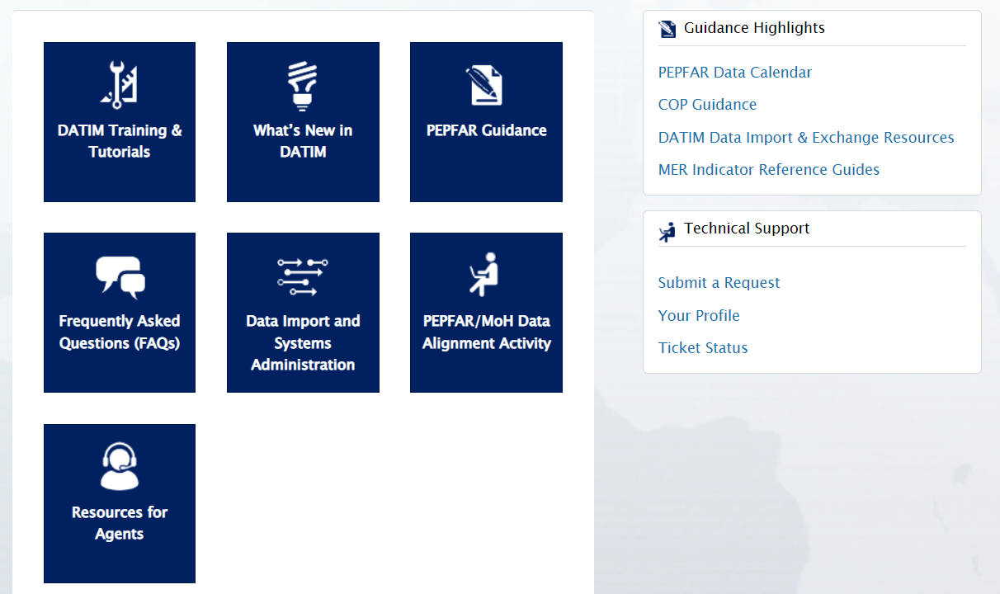 DATIM Training &
Tutorials
What's New in
DATIM
PEPFAR Guidance
Frequently Asked
Questions (FAQs)
Data Import and
Systems
Administration
PEPFAR/MoH Data
Alignment Activity
Resources for
Agents
Guidance Highlights
PEPFAR Data Calendar
COP Guidance
DATIM Data Import & Exchange Resources
MER Indicator Reference Guides
Technical Support
Submit a Request
Your Profile
Ticket Status